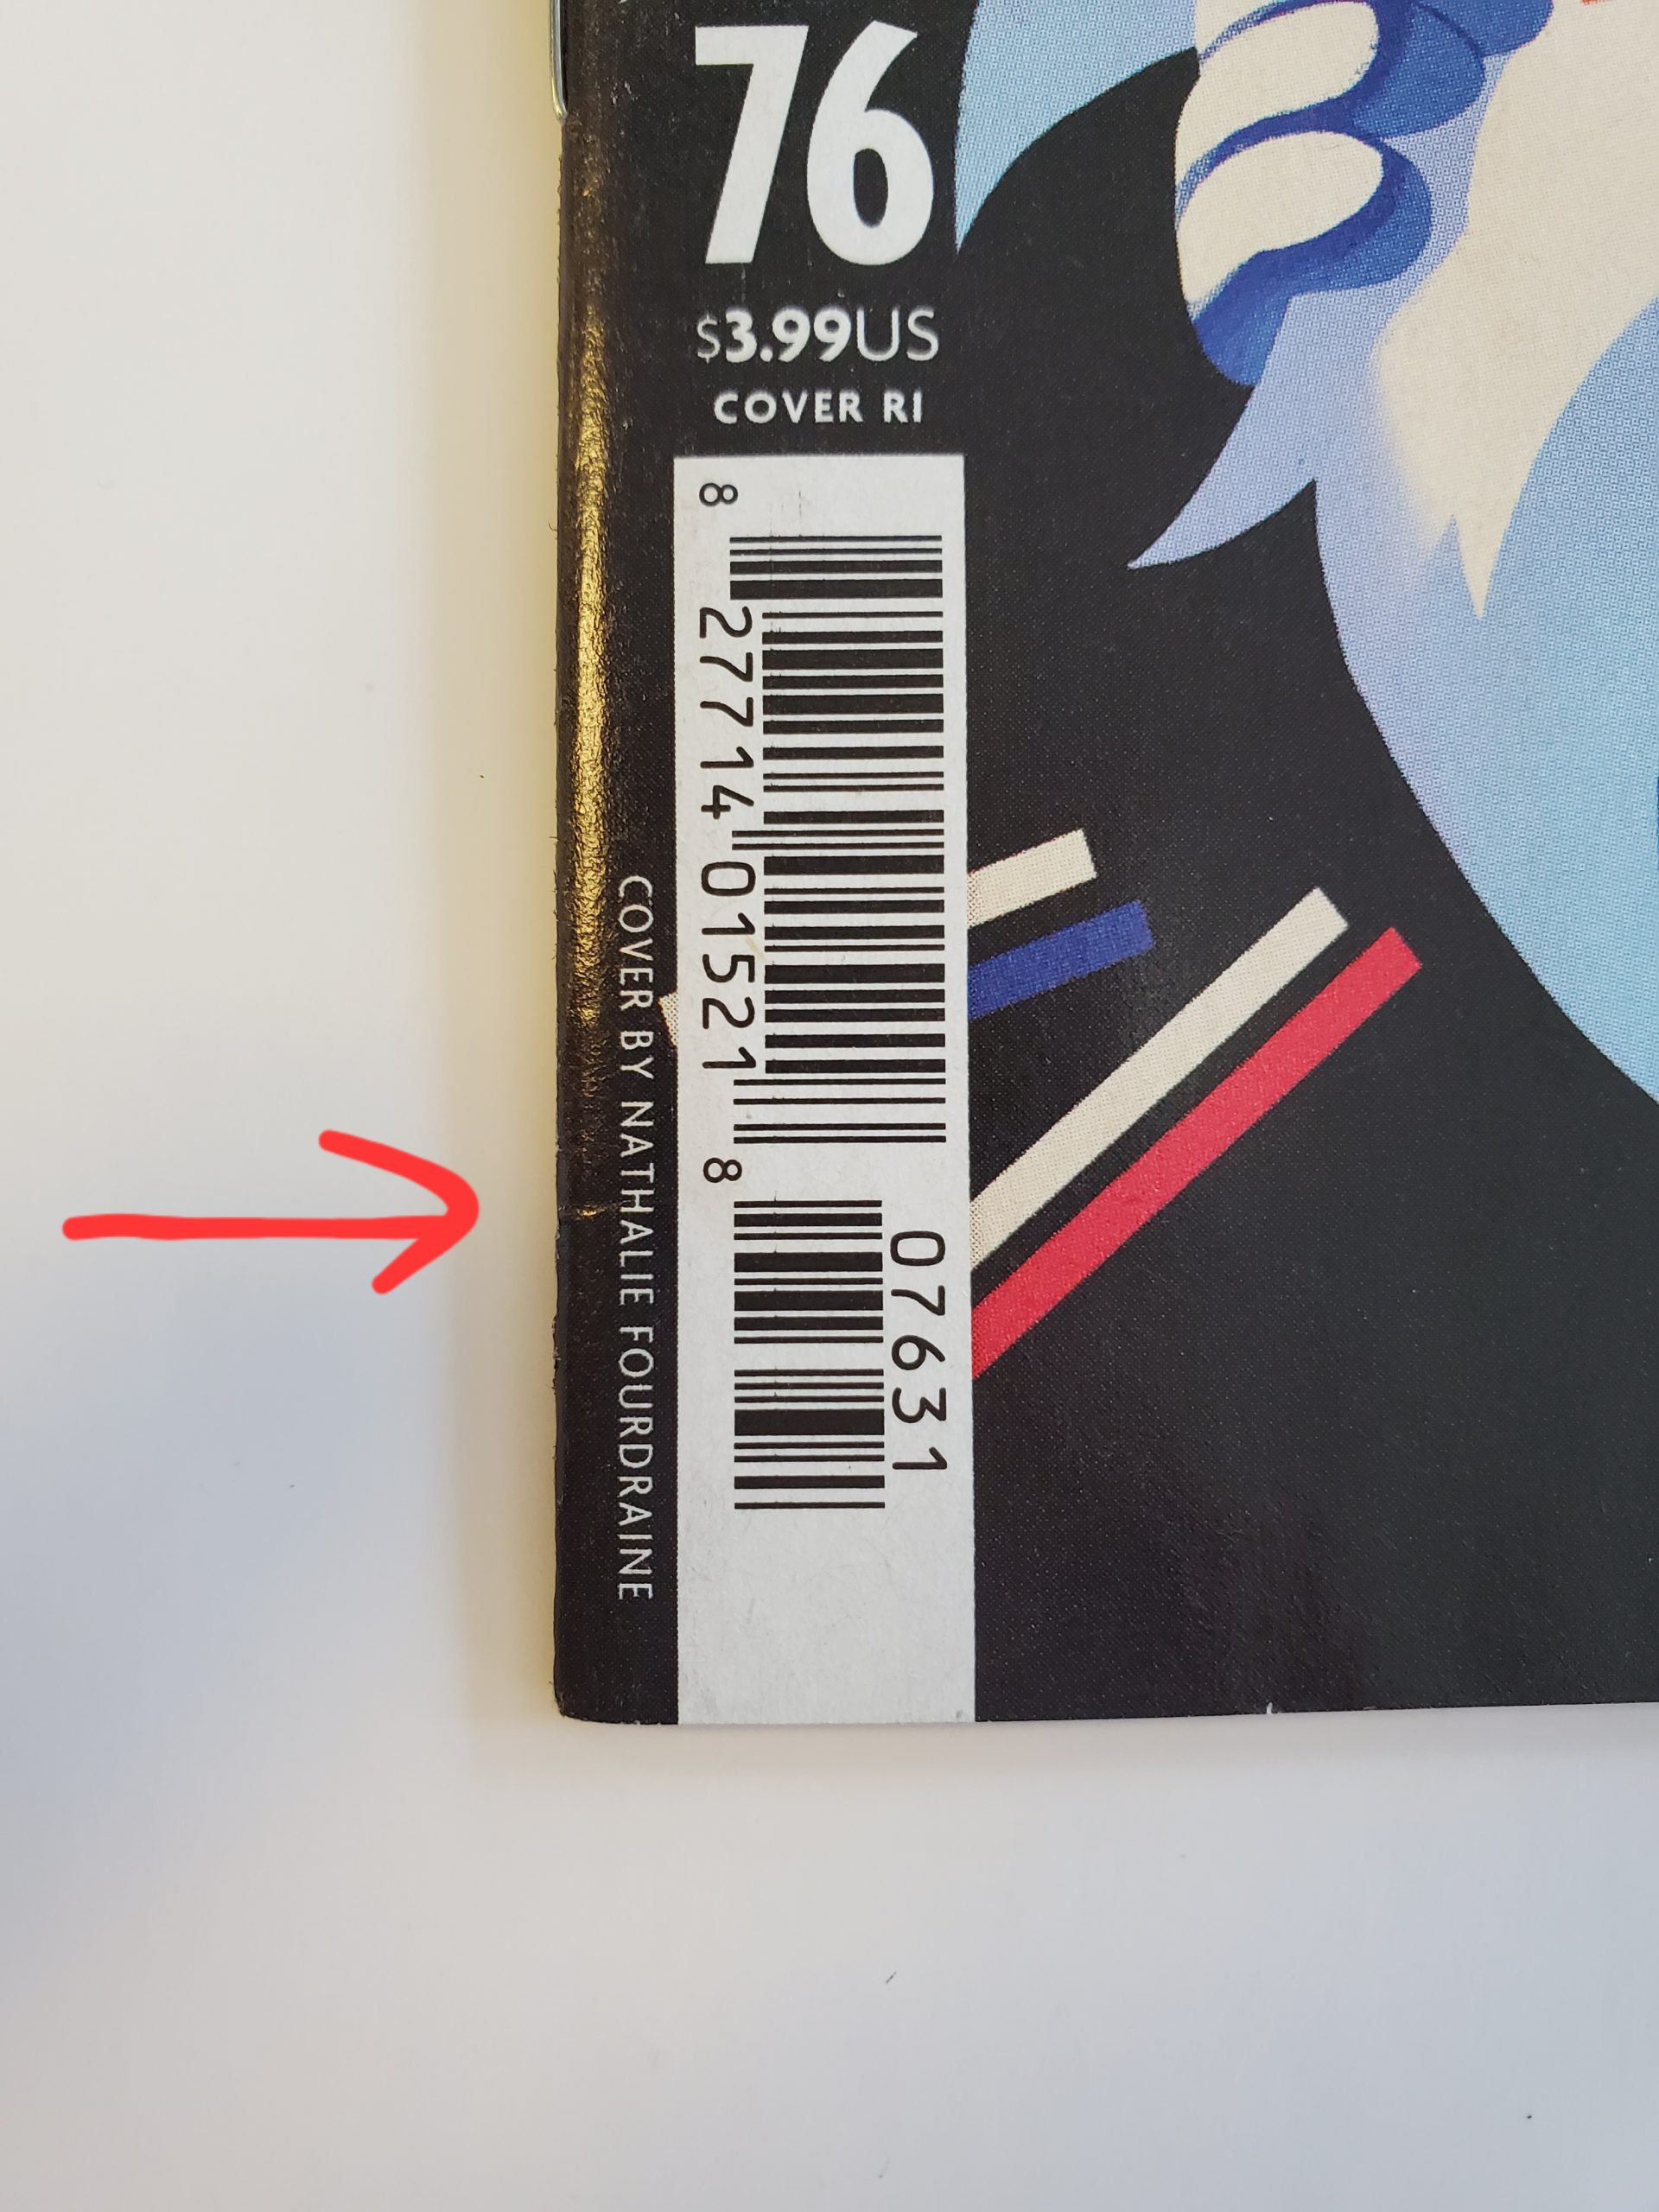 76
$3.99US
COVER RI
8 27714 01521 8
07631
COVER BY NATHALIE FOURDRAINE